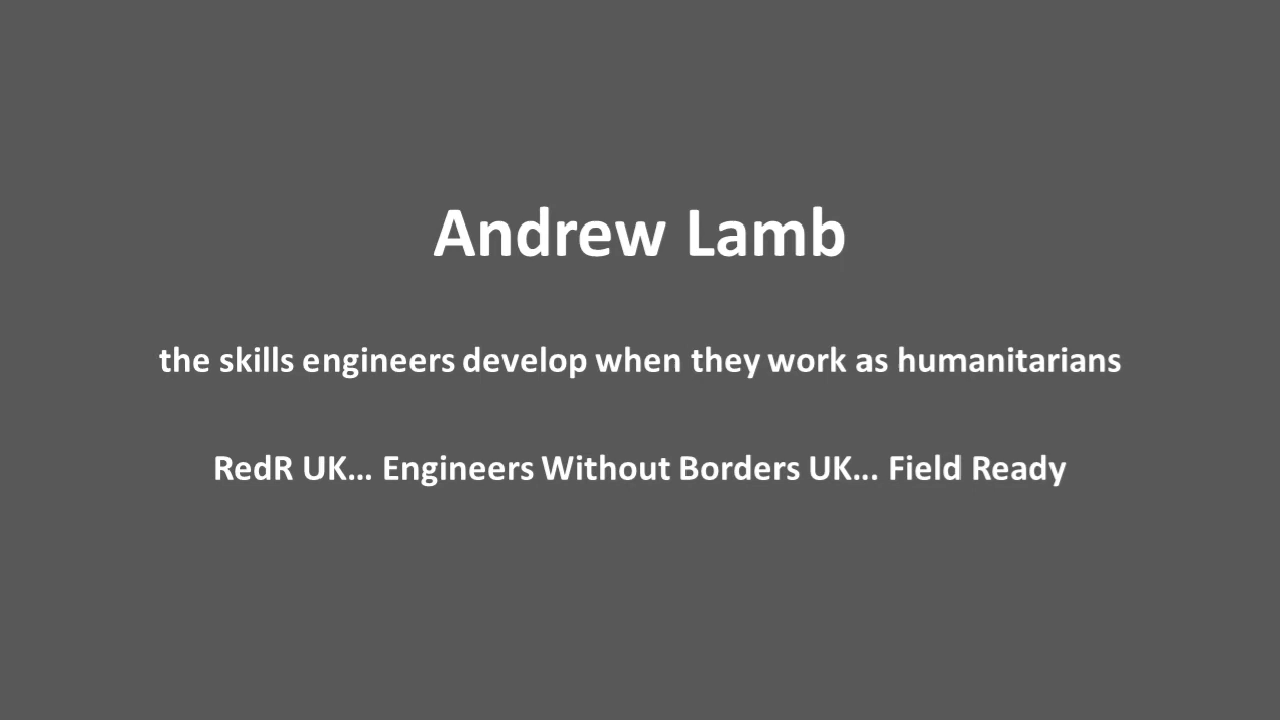 Andrew Lamb
the skills engineers develop when they work as humanitarians
RedR UK... Engineers Without Borders UK... Field Ready